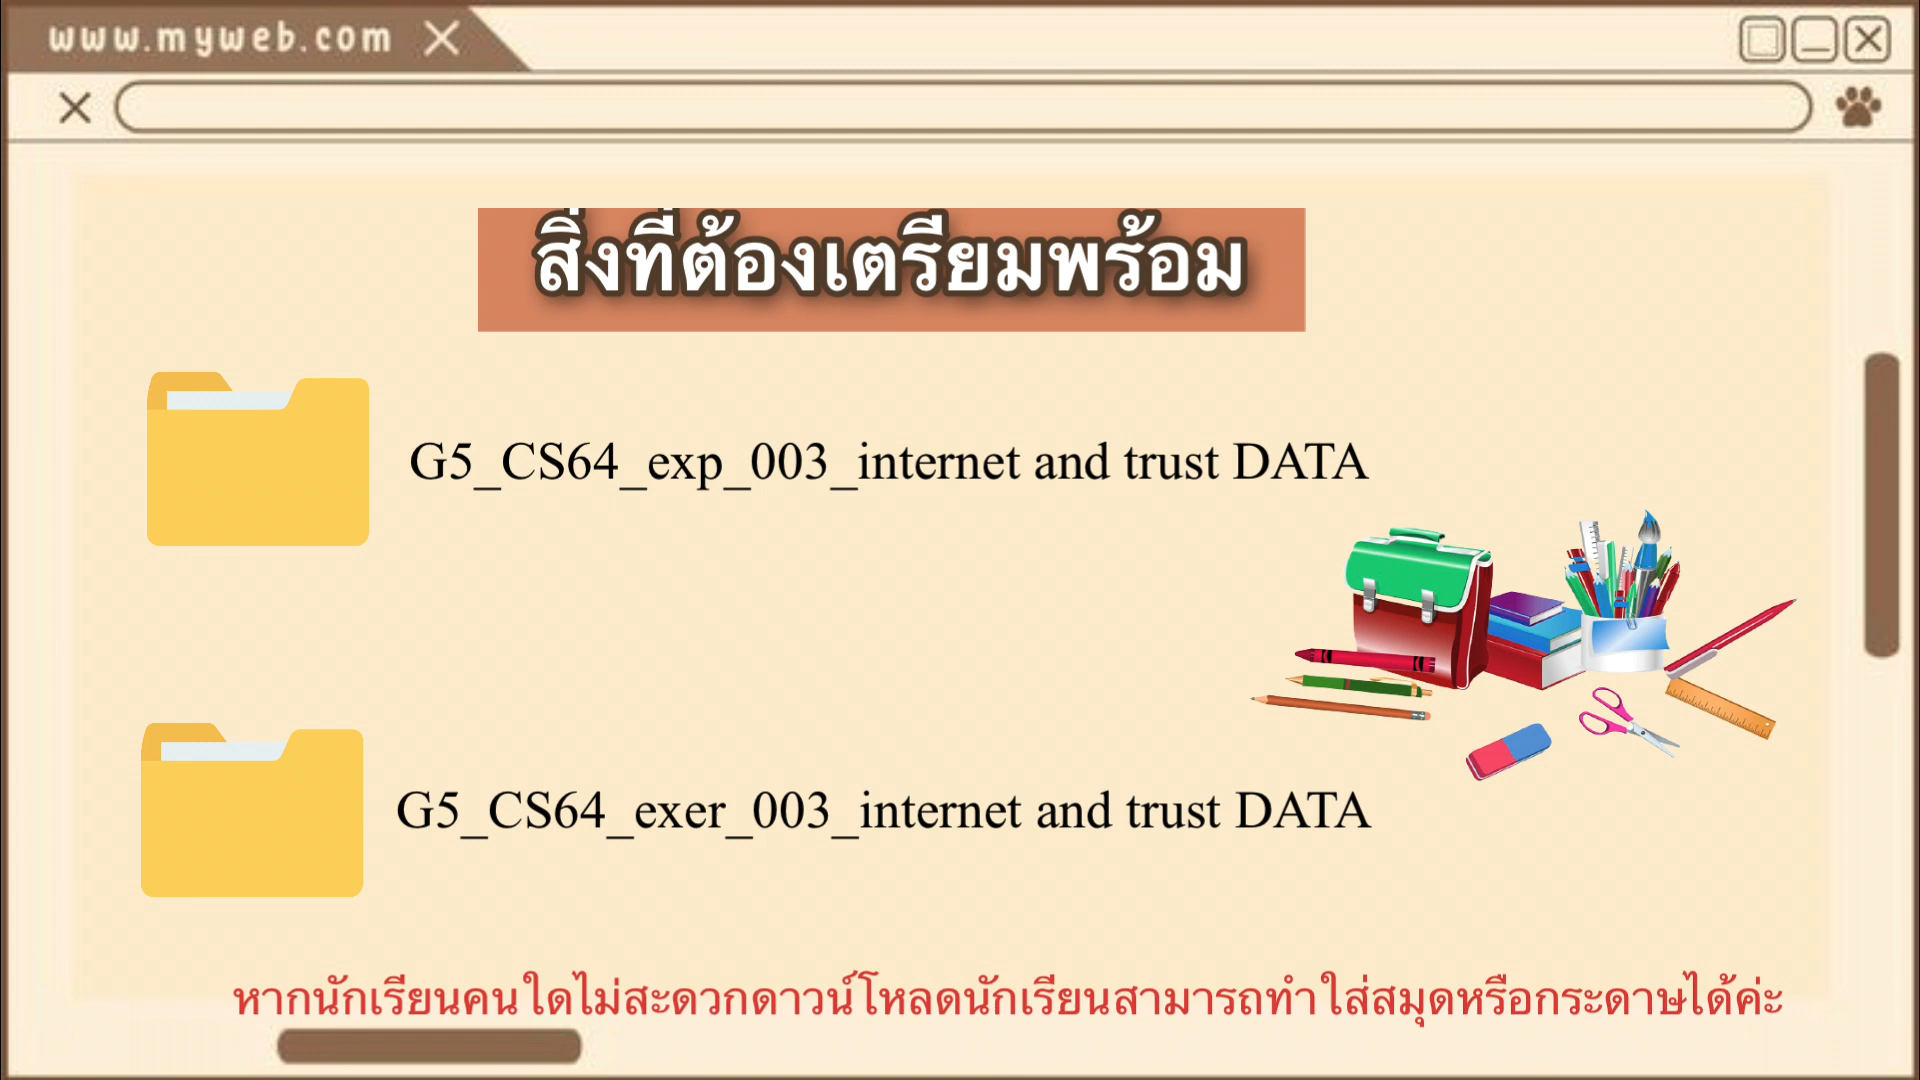 www.myweb.com
สิ่งที่ต้องเตรียมพร้อม
G5_CS64_exp_003_internet and trust DATA
G5_CS64_exer_003_internet and trust DATA
หากนักเรียนคนใดไม่สะดวกดาวน์โหลดนักเรียนสามารถทำใส่สมุดหรือกระดาษได้ค่ะ